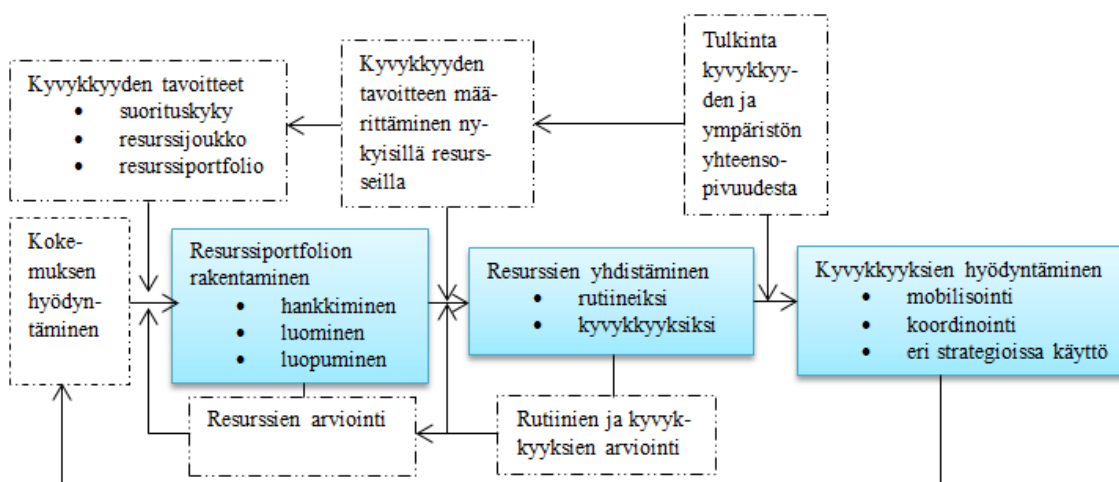 Kyvykkyyden tavoitteet
• suorituskyky
• resurssijoukko
• resurssiportfolio
Kyvykkyyden
tavoitteen mää-
rittäminen ny-
kyisillä resurs-
seilla
Tulkinta
kyvykkyy-
den ja
ympäristön
yhteenso-
pivuudesta
Koke-
muksen
hyödyn-
täminen
Resurssiportfolion
rakentaminen
• hankkiminen
• luominen
• luopuminen
Resurssien yhdistäminen
• rutiineiksi
• kyvykkyyksiksi
Kyvykkyyksien hyödyntäminen
• mobilisointi
• koordinointi
• eri strategioissa käyttö
Resurssien arviointi
Rutiinien ja kyvyk-
kyyksien arviointi